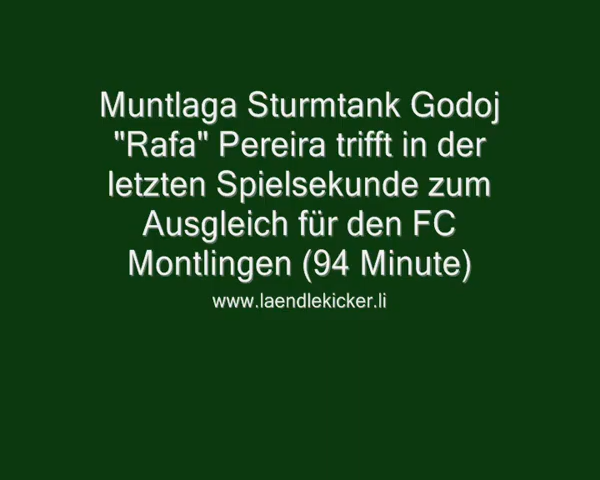 Muntlaga Sturmtank Godoj
"Rafa" Pereira trifft in der
letzten Spielsekunde zum
Ausgleich für den FC
Montlingen (94 Minute)
www.laendlekicker.li